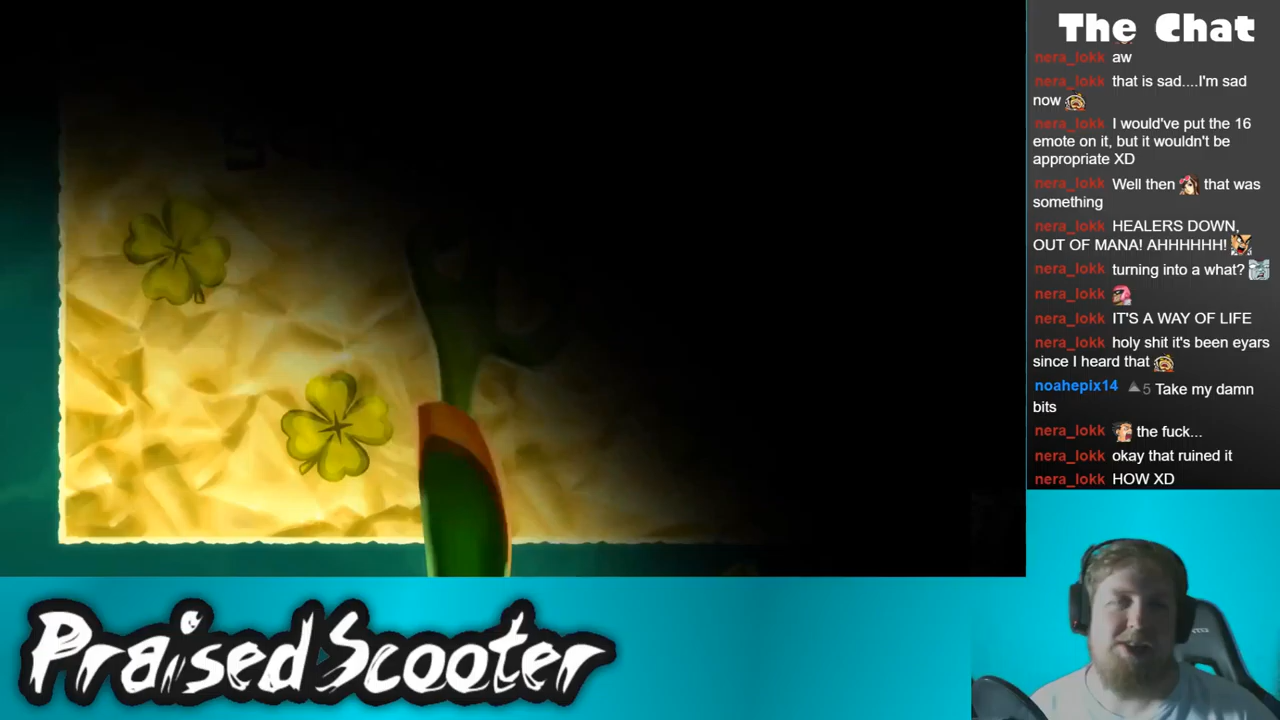 The Chat
nera_lokk aw
nera_lokk that is sad....I'm sad
now
nera_lokk I would've put the 16
emote on it, but it wouldn't be
appropriate XD
nera_lokk Well then that was
something
nera_lokk HEALERS DOWN,
OUT OF MANA! AHHHHHH!
nera_lokk turning into a what?
nera_lokk
nera_lokk IT'S A WAY OF LIFE
nera_lokk holy shit it's been eyars
since I heard that
noahepix14 5 Take my damn
bits
nera_lokk the fuck...
nera_lokk okay that ruined it
nera_lokk HOW XD
PraisedScooter